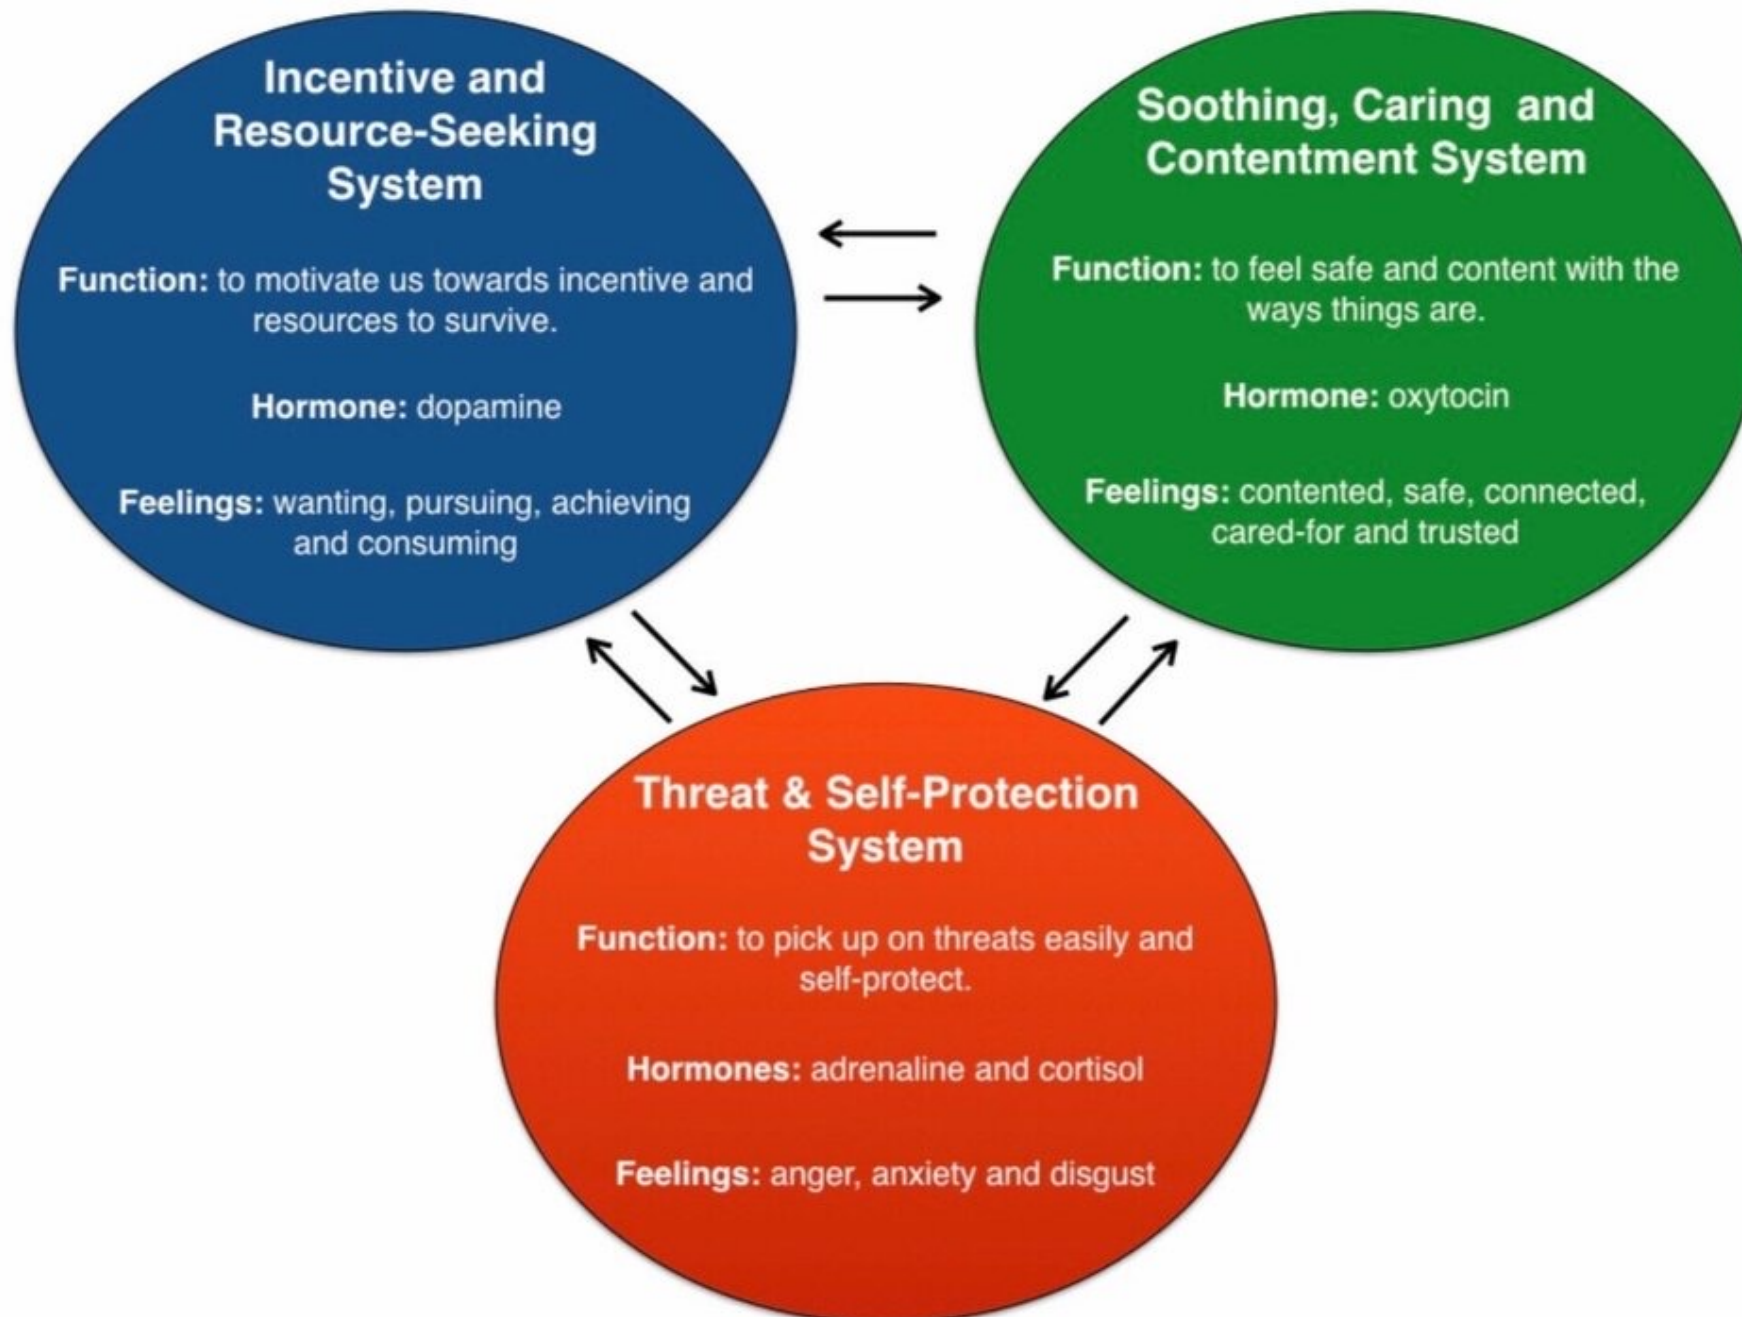 Incentive and
Resource-Seeking
System
Function: to motivate us towards incentive and
resources to survive.
Hormone: dopamine
Feelings: wanting, pursuing, achieving
and consuming
Soothing, Caring and
Contentment System
Function: to feel safe and content with the
ways things are.
Hormone: oxytocin
Feelings: contented, safe, connected,
cared-for and trusted
Threat & Self-Protection
System
Function: to pick up on threats easily and
self-protect.
Hormones: adrenaline and cortisol
Feelings: anger, anxiety and disgust